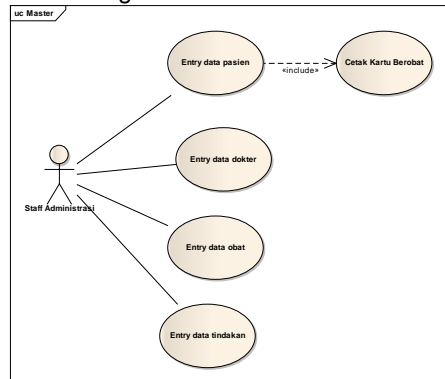 uc Master
Entry data pasien
«include»
Cetak Kartu Berobat
Entry data dokter
Staff Administrasi
Entry data obat
Entry data tindakan